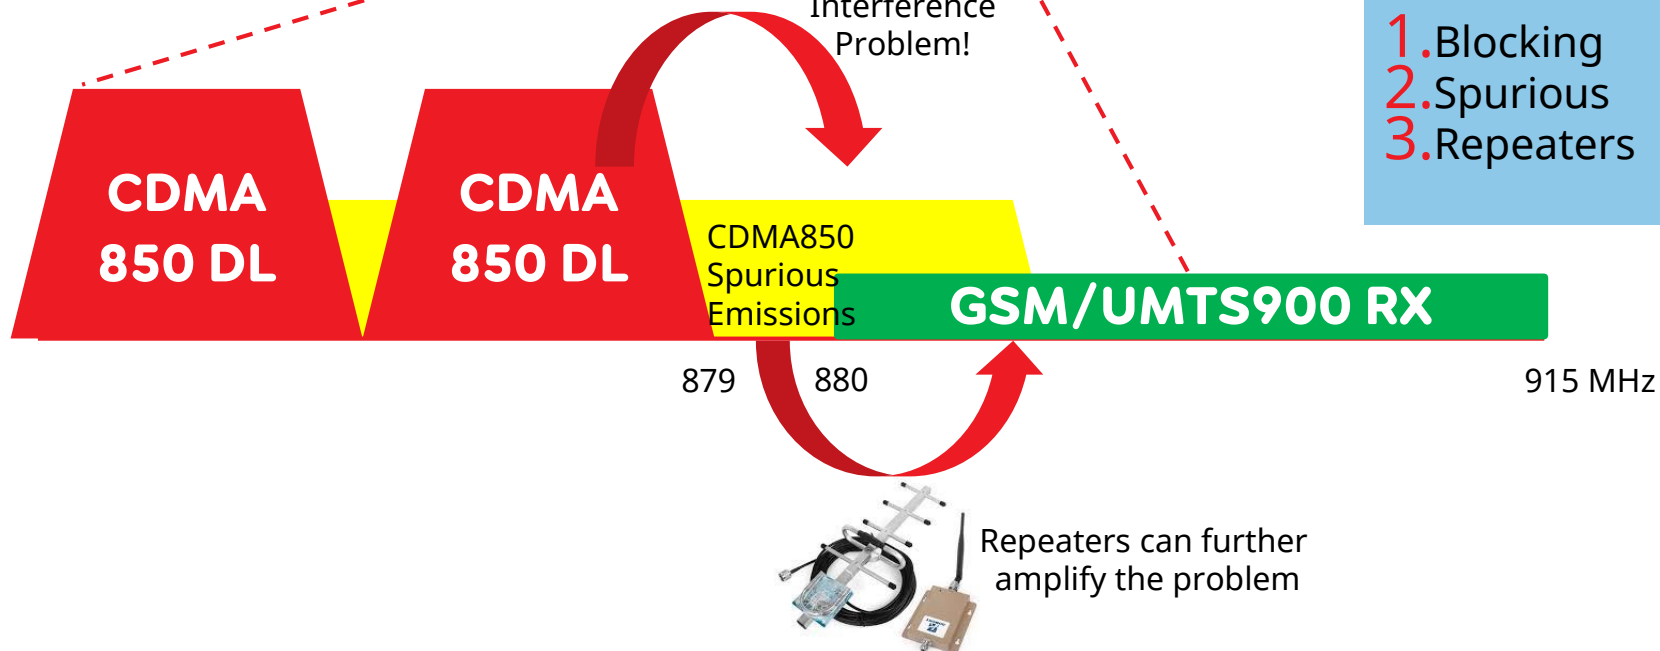 Interference
Problem!
1.Blocking
2.Spurious
3.Repeaters
CDMA
850 DL
CDMA
850 DL
CDMA850
Spurious
Emissions
GSM/UMTS900 RX
879
880
915 MHz
Repeaters can further
amplify the problem